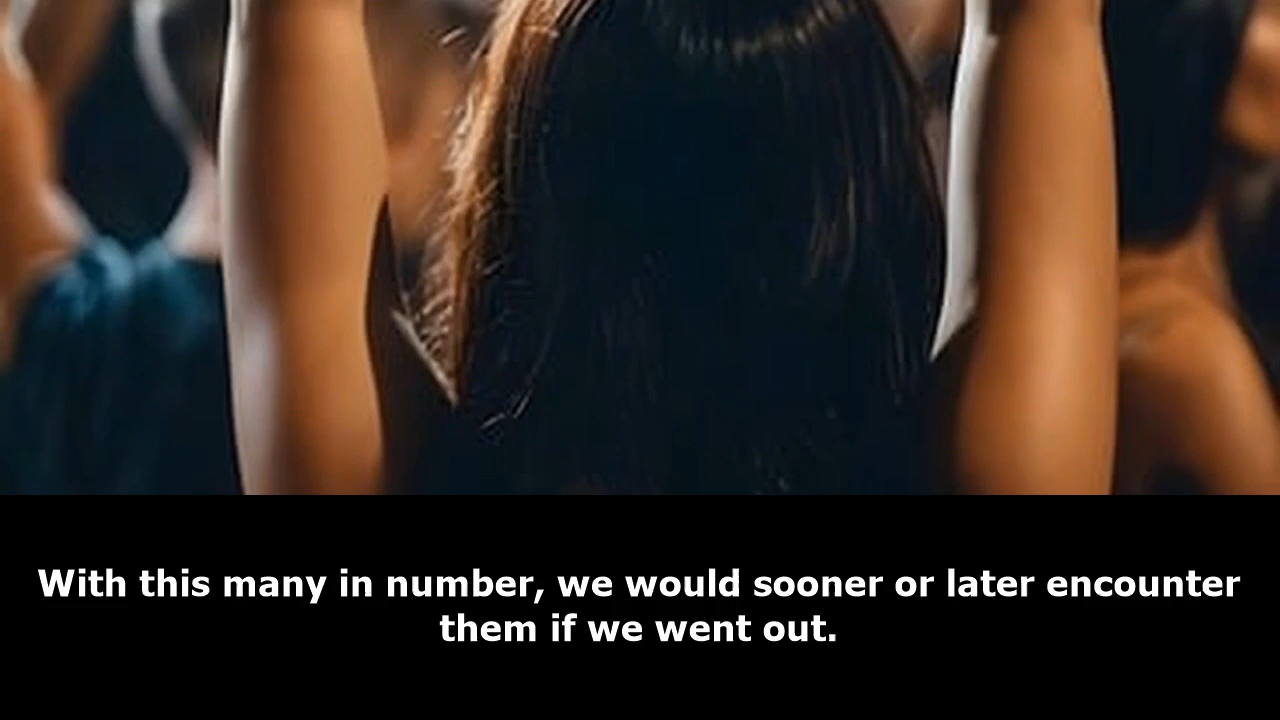 With this many in number, we would sooner or later encounter
them if we went out.